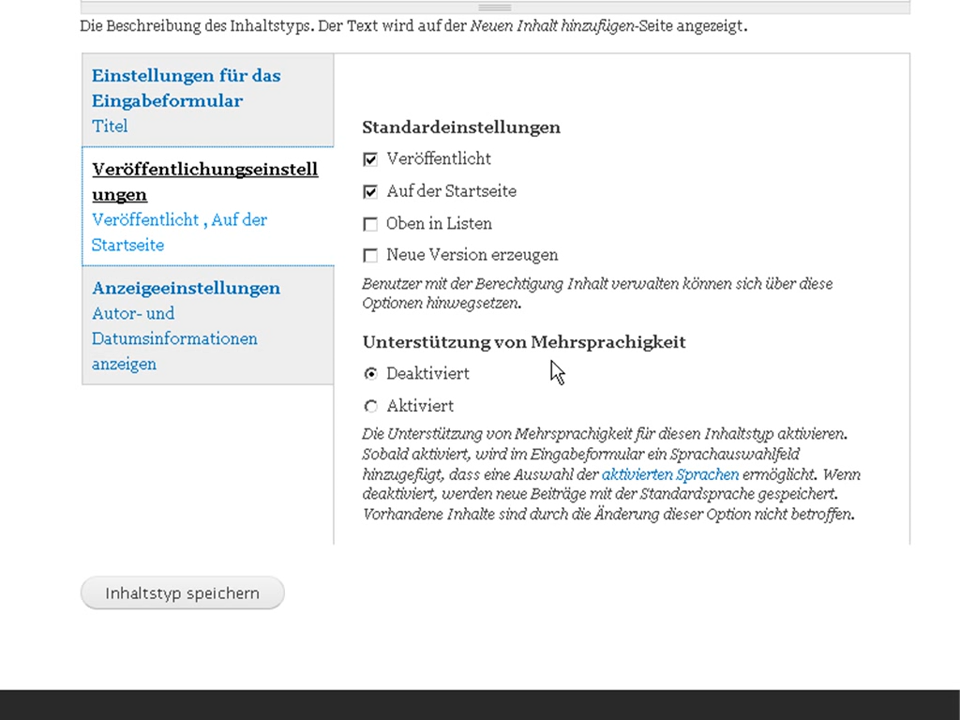 Die Beschreibung des Inhaltstyps. Der Text wird auf der Neuen Inhalt hinzufügen-Seite angezeigt.
Einstellungen für das
Eingabeformular
Titel
Veröffentlichungseinstell
ungen
Veröffentlicht , Auf der
Startseite
Anzeigeeinstellungen
Autor- und
Datumsinformationen
anzeigen
Standardeinstellungen
Veröffentlicht
Auf der Startseite
Oben in Listen
Neue Version erzeugen
Benutzer mit der Berechtigung Inhalt verwalten können sich über diese
Optionen hinwegsetzen.
Unterstützung von Mehrsprachigkeit
Deaktiviert
Aktiviert
Die Unterstützung von Mehrsprachigkeit für diesen Inhaltstyp aktivieren.
Sobald aktiviert, wird im Eingabeformular ein Sprachauswahlfeld
hinzugefügt, dass eine Auswahl der aktivierten Sprachen ermöglicht. Wenn
deaktiviert, werden neue Beiträge mit der Standardsprache gespeichert.
Vorhandene Inhalte sind durch die Änderung dieser Option nicht betroffen.
Inhaltstyp speichern